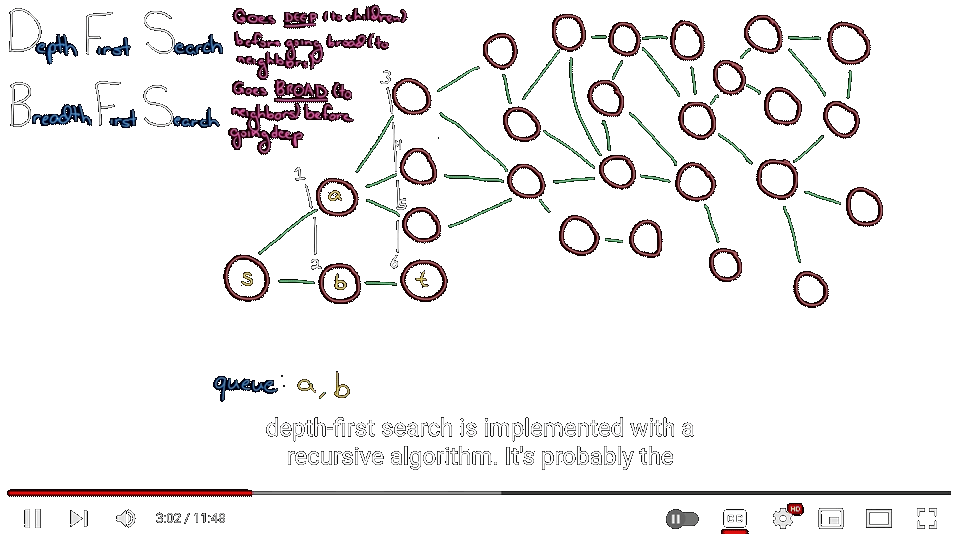 Depth First Search
Goes DEEP (to children)
before going broad (to
neighbors)
Breadth First Search
Goes BROAD (to
neighbors) before
going deep
3
4
1
a
5
2
6
s
b
t
queue: a, b
depth-first search is implemented with a
recursive algorithm. It's probably the
3:02 / 11:48
CC
HD